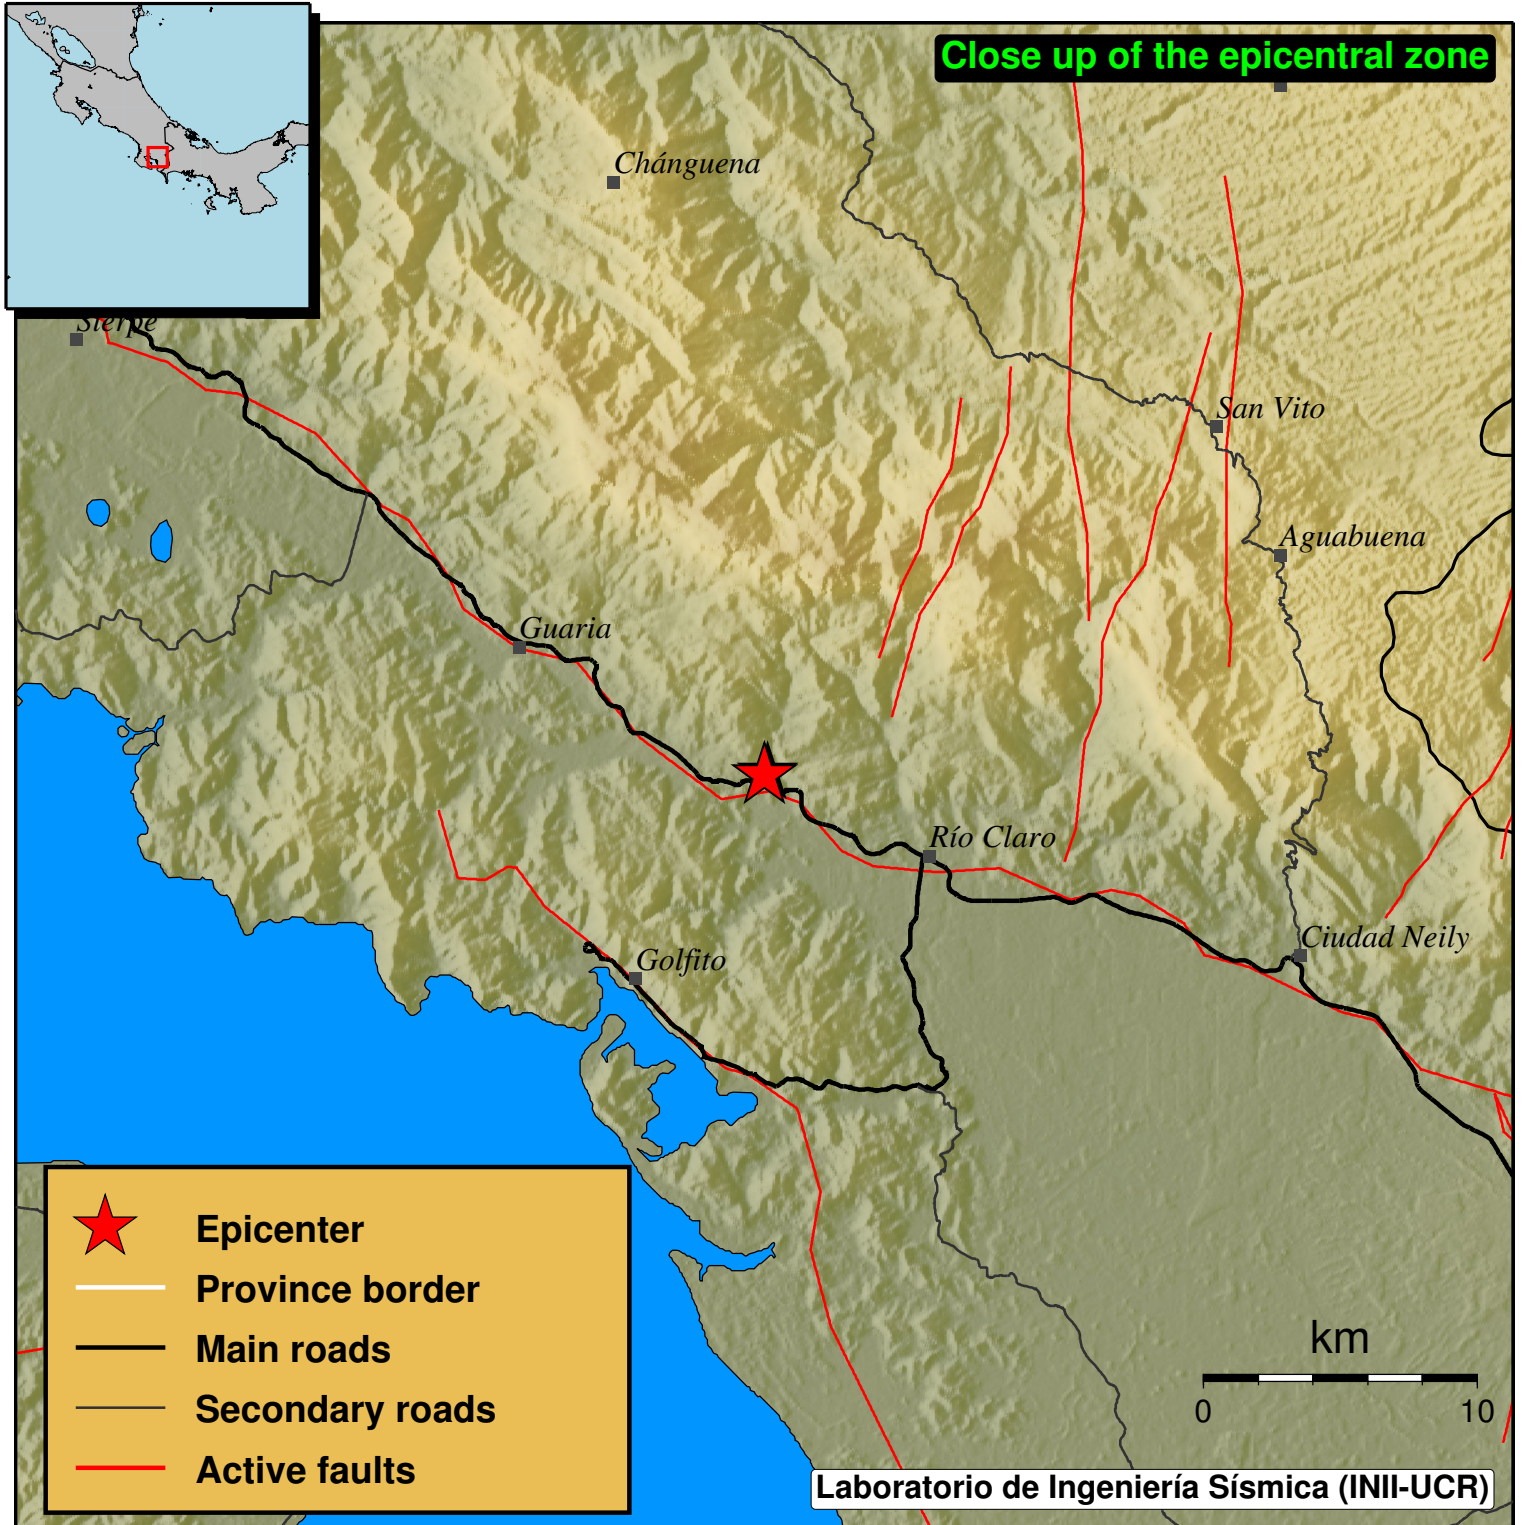 Close up of the epicentral zone
Chánguena
Sierpe
San Vito
Aguabuena
Guaria
Río Claro
Ciudad Neily
Golfito
Epicenter
Province border
Main roads
Secondary roads
Active faults
km
0 10
Laboratorio de Ingeniería Sísmica (INII-UCR)